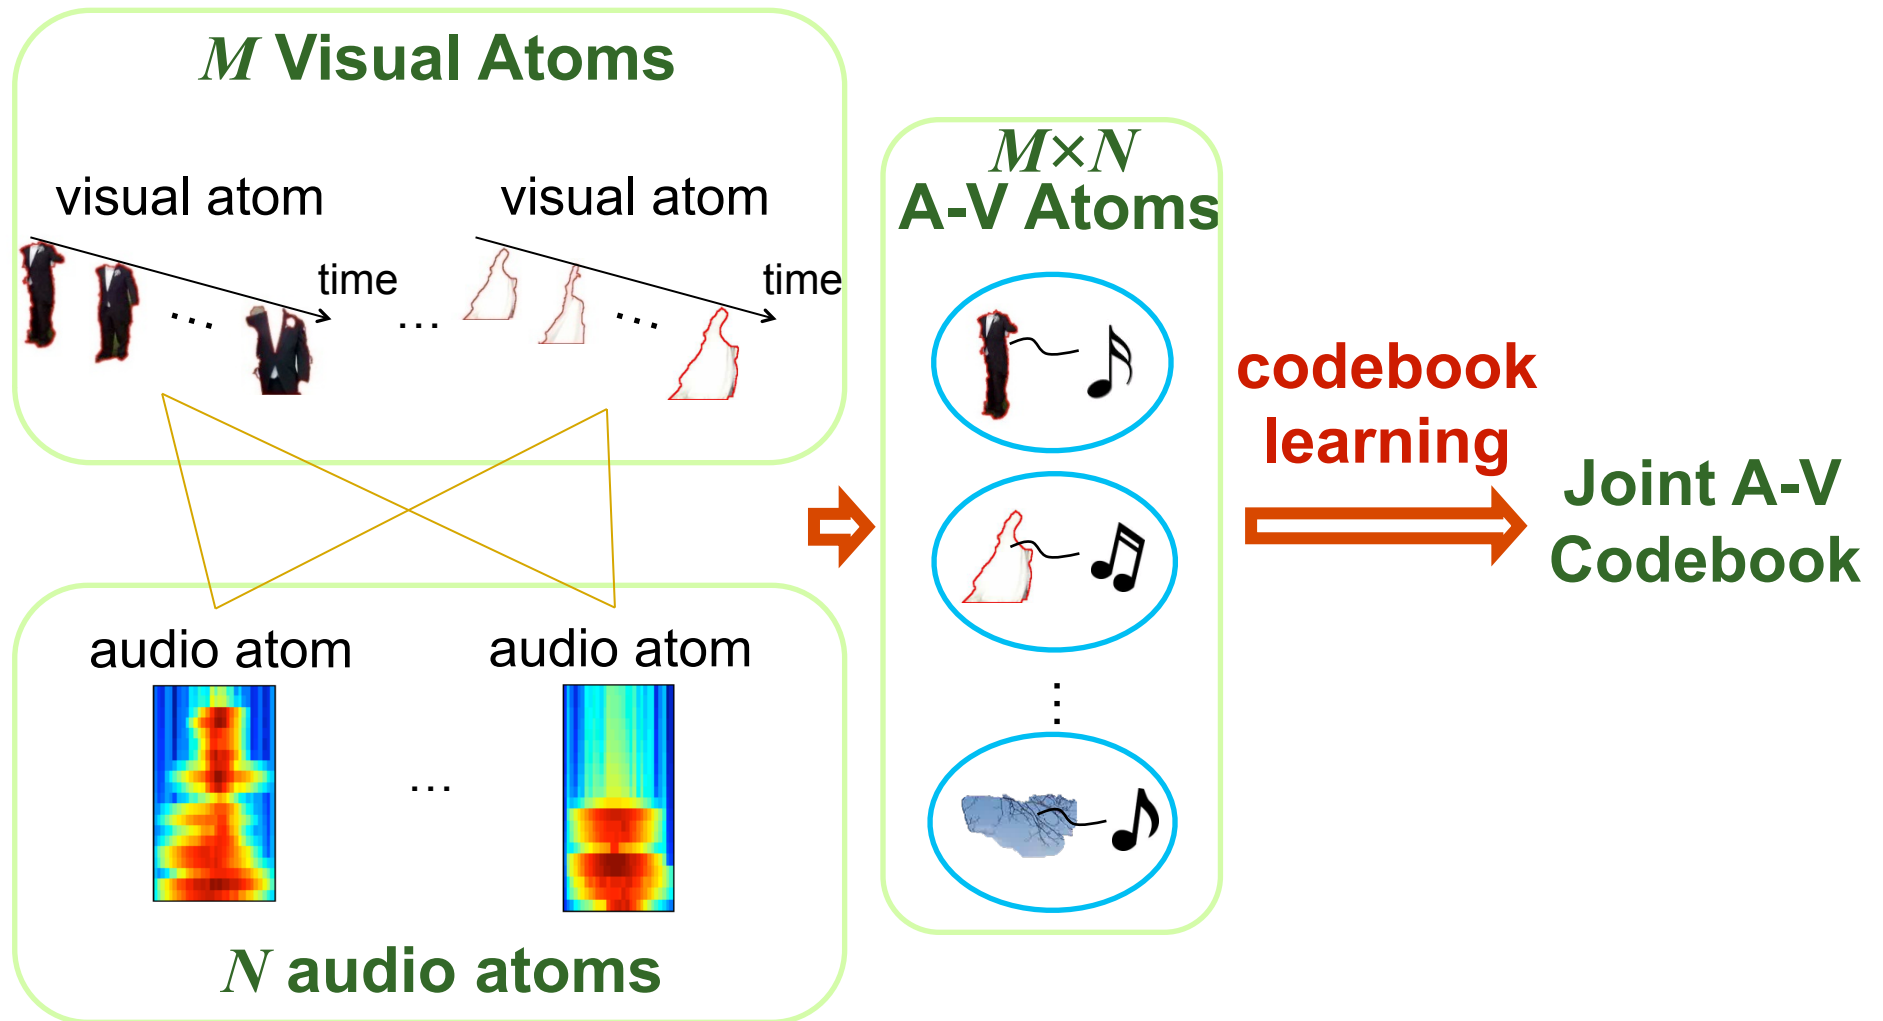 M Visual Atoms
visual atom
visual atom
time
time
...
...
...
audio atom
audio atom
...
N audio atoms
M×N
A-V Atoms
...
codebook
learning
Joint A-V
Codebook